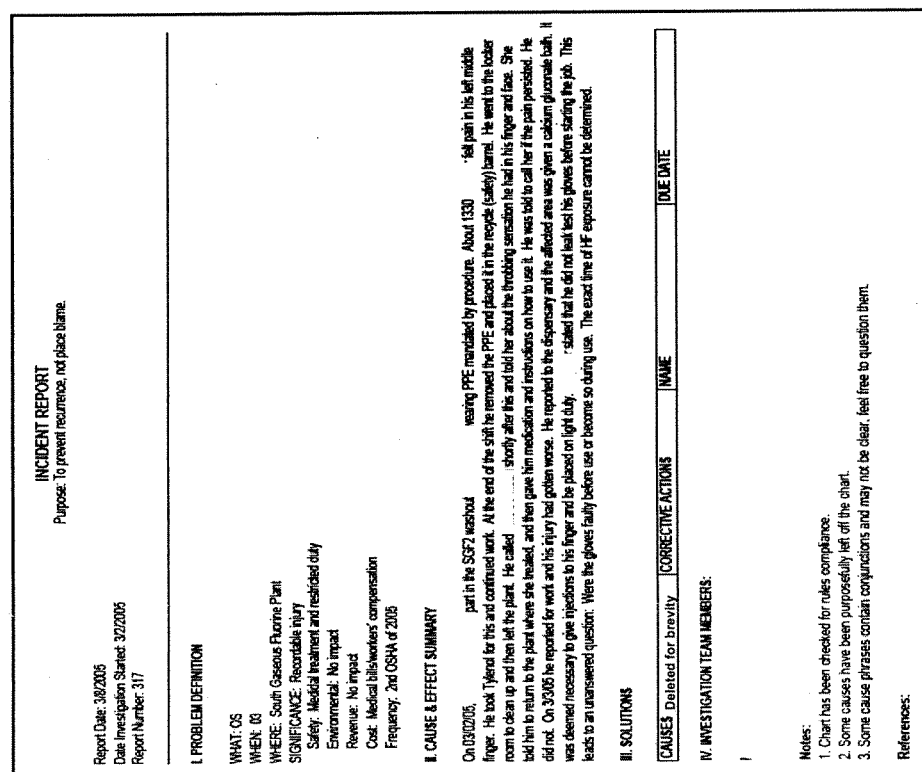 INCIDENT REPORT
Purpose: To prevent recurrence, not place blame.
Report Date: 3/8/2005
Date Investigation Started: 3/2/2005
Report Number: 317
I. PROBLEM DEFINITION
WHAT: OS
WHEN: 03
WHERE: South Gaseous Fluorine Plant
SIGNIFICANCE: Recordable injury
Safety: Medical treatment and restricted duty
Environmental: No impact
Revenue: No impact
Cost: Medical bills/workers' compensation
Frequency: 2nd OSHA of 2005
II. CAUSE & EFFECT SUMMARY
On 03/02/05, part in the SGF2 washout wearing PPE mandated by procedure. About 1330 felt pain in his left middle
finger. He took Tylenol for this and continued work. At the end of the shift he removed the PPE and placed it in the recycle (safety) barrel. He went to the locker
room to clean up and then left the plant. He called shortly after this and told her about the throbbing sensation he had in his finger and face. She
told him to return to the plant where she treated, and then gave him medication and instructions on how to use it. He was told to call her if the pain persisted. He
did not. On 3/3/05 he reported for work and his injury had gotten worse. He reported to the dispensary and the affected area was given a calcium gluconate bath. It
was deemed necessary to give injections to his finger and be placed on light duty. stated that he did not leak test his gloves before starting the job. This
leads to an unanswered question: Were the gloves faulty before use or become so during use. The exact time of HF exposure cannot be determined.
III. SOLUTIONS
CAUSES Deleted for brevity CORRECTIVE ACTIONS NAME DUE DATE
IV. INVESTIGATION TEAM MEMBERS:
Notes:
1. Chart has been checked for rules compliance.
2. Some causes have been purposefully left off the chart.
3. Some cause phrases contain conjunctions and may not be clear, feel free to question them.
References: